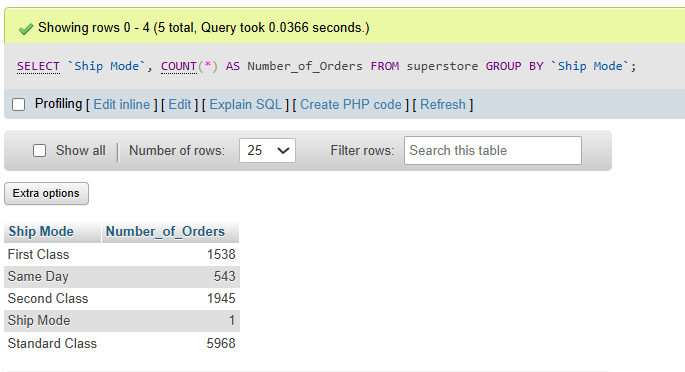 Showing rows 0 - 4 (5 total, Query took 0.0366 seconds.)
SELECT `Ship Mode`, COUNT(*) AS Number_of_Orders FROM superstore GROUP BY `Ship Mode`;
Profiling [ Edit inline ] [ Edit ] [ Explain SQL ] [ Create PHP code ] [ Refresh ]
Show all | Number of rows: 25 Filter rows: Search this table
Extra options
Ship Mode Number_of_Orders
First Class 1538
Same Day 543
Second Class 1945
Ship Mode 1
Standard Class 5968